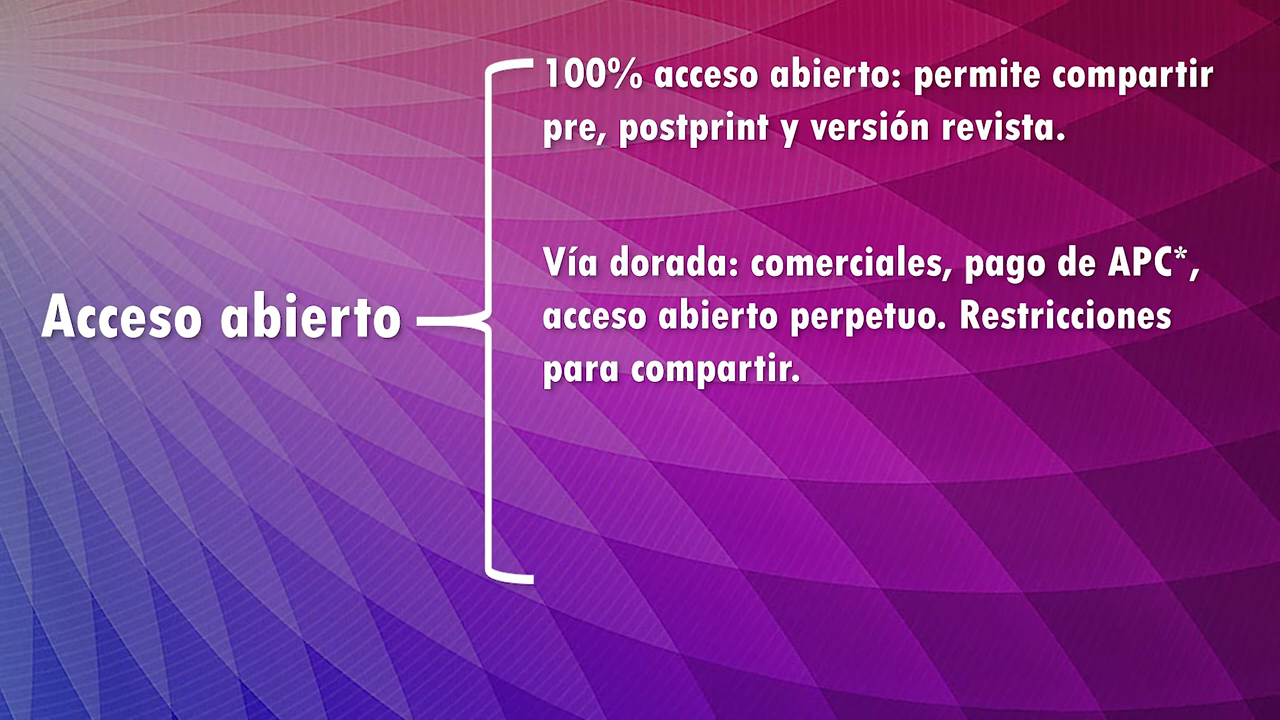 Acceso abierto
100% acceso abierto: permite compartir
pre, postprint y versión revista.
Vía dorada: comerciales, pago de APC*,
acceso abierto perpetuo. Restricciones
para compartir.